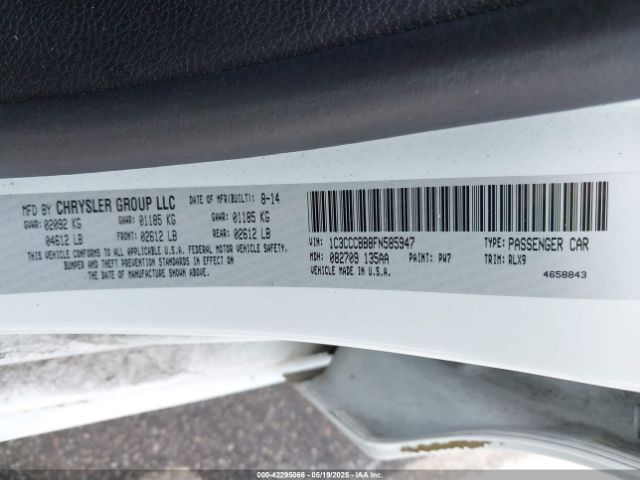 MFD BY CHRYSLER GROUP LLC DATE OF MFR(BUILT): 8-14
GVWR: 02092 KG GAWR: 01185 KG GAWR: 01185 KG
04612 LB FRONT: 02612 LB REAR: 02612 LB
THIS VEHICLE CONFORMS TO ALL APPLICABLE U.S.A. FEDERAL MOTOR VEHICLE SAFETY,
BUMPER AND THEFT PREVENTION STANDARDS IN EFFECT ON
THE DATE OF MANUFACTURE SHOWN ABOVE.
VIN: 1C3CCCBB8FN585947 TYPE: PASSENGER CAR
MDH: 082709 135AA PAINT: PW7 TRIM: RLX9
VEHICLE MADE IN U.S.A. 4658843
000-42295066 - 05/19/2025 - IAAI.COM